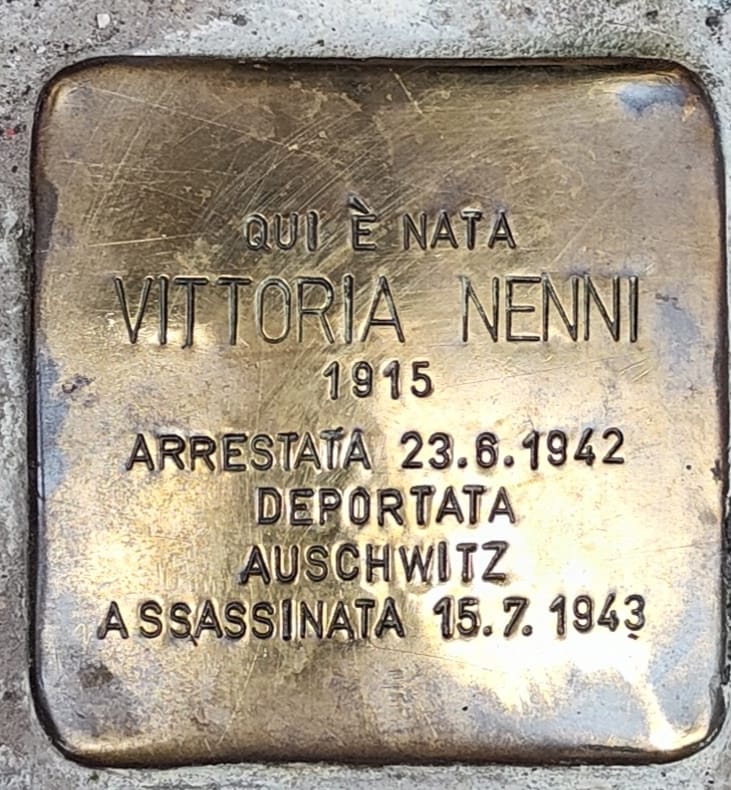 QUI È NATA
VITTORIA NENNI
1915
ARRESTATA 23.6.1942
DEPORTATA
AUSCHWITZ
ASSASSINATA 15.7.1943